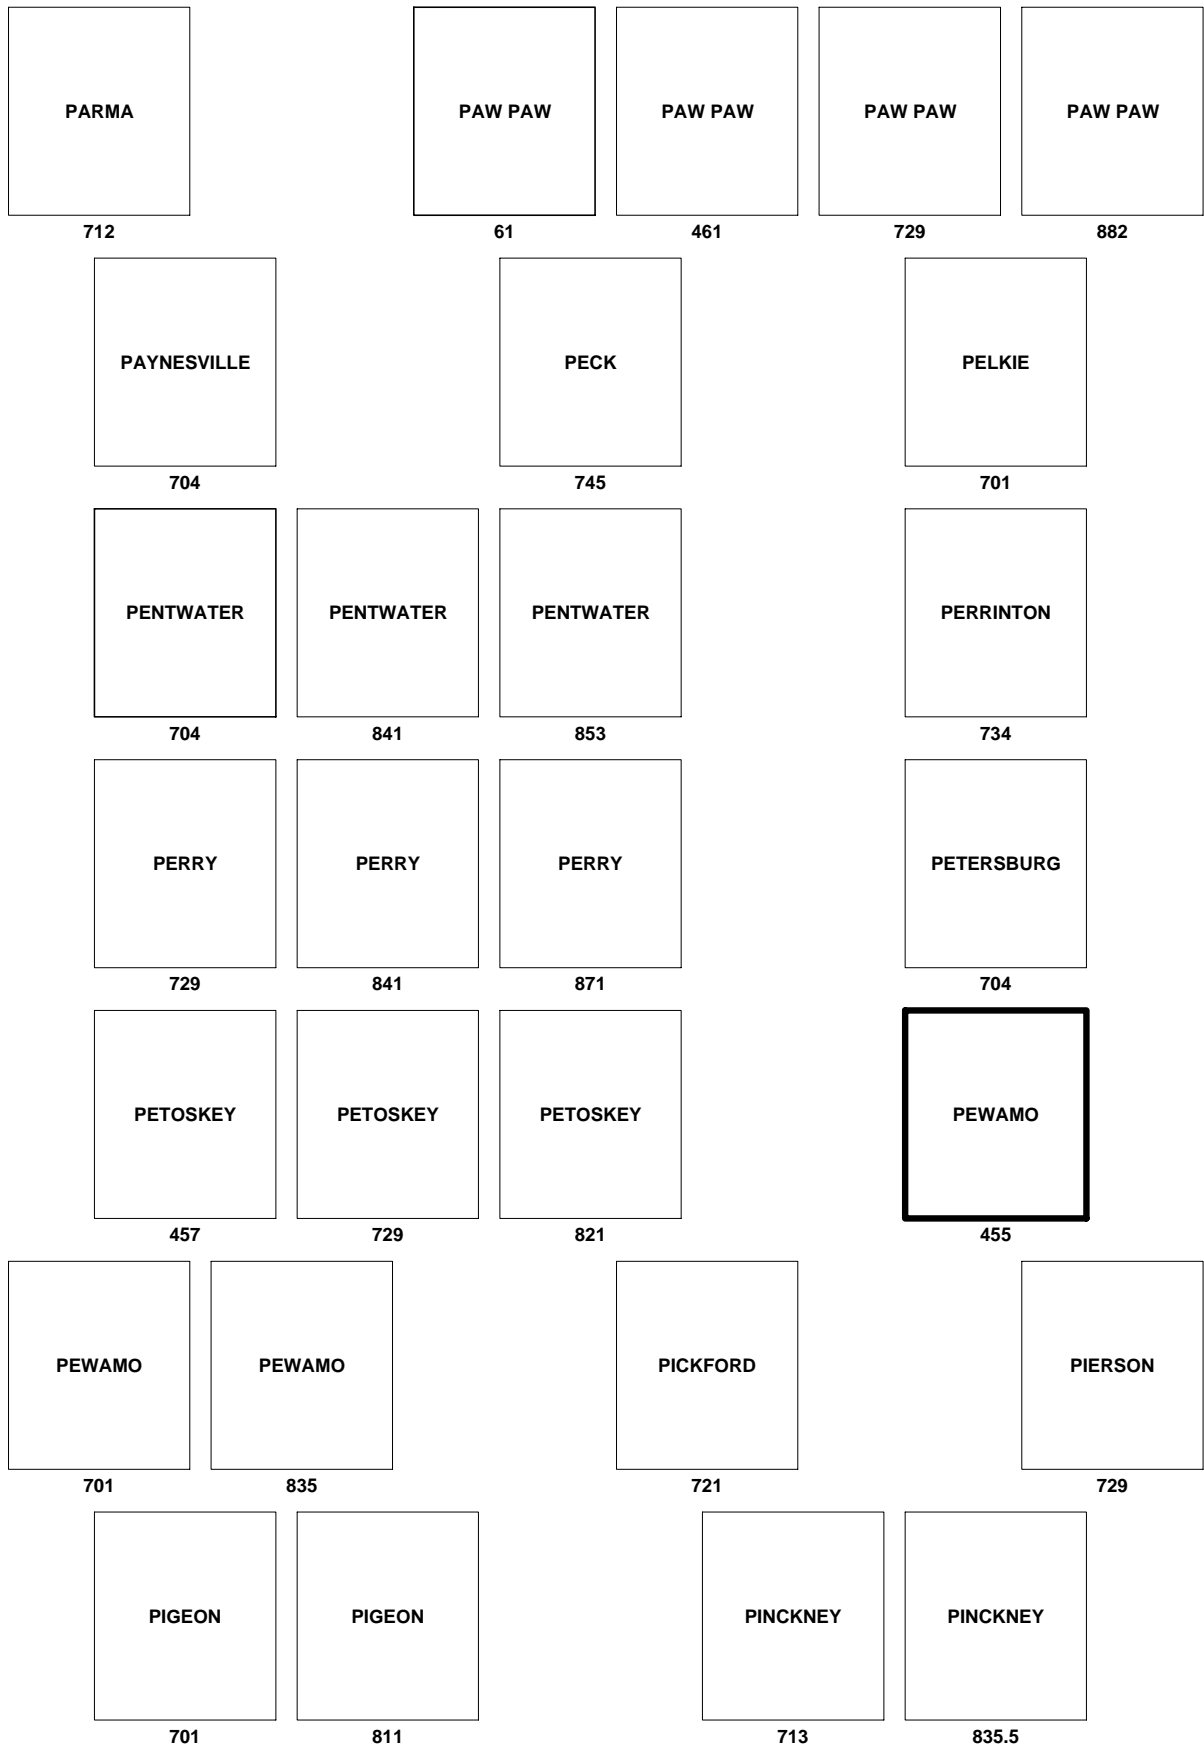 PARMA PAW PAW PAW PAW PAW PAW PAW PAW
712 61 461 729 882
PAYNESVILLE PECK PELKIE
704 745 701
PENTWATER PENTWATER PENTWATER PERRINTON
704 841 853 734
PERRY PERRY PERRY PETERSBURG
729 841 871 704
PETOSKEY PETOSKEY PETOSKEY PEWAMO
457 729 821 455
PEWAMO PEWAMO PICKFORD PIERSON
701 835 721 729
PIGEON PIGEON PINCKNEY PINCKNEY
701 811 713 835.5